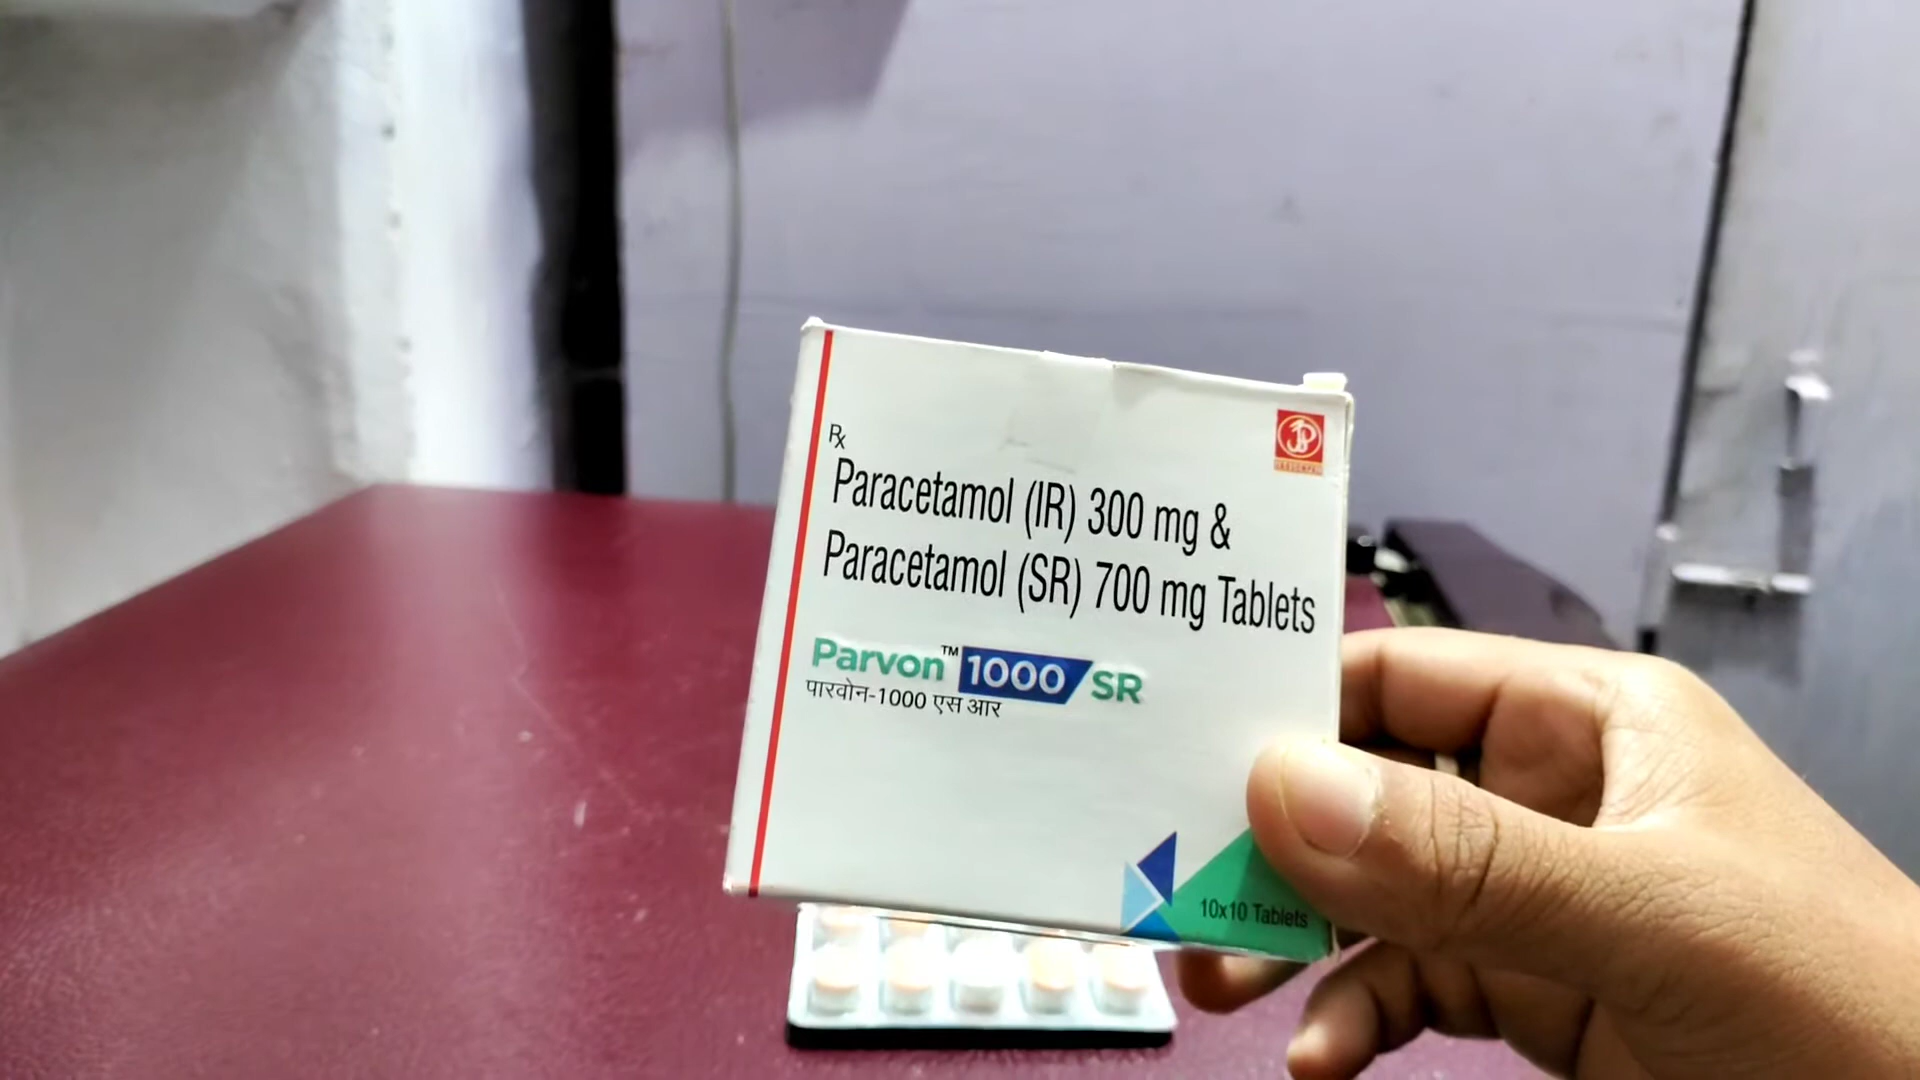 Rx
Paracetamol (IR) 300 mg &
Paracetamol (SR) 700 mg Tablets
Parvon™ 1000 SR
पारवोन-1000 एस आर
10x10 Tablets